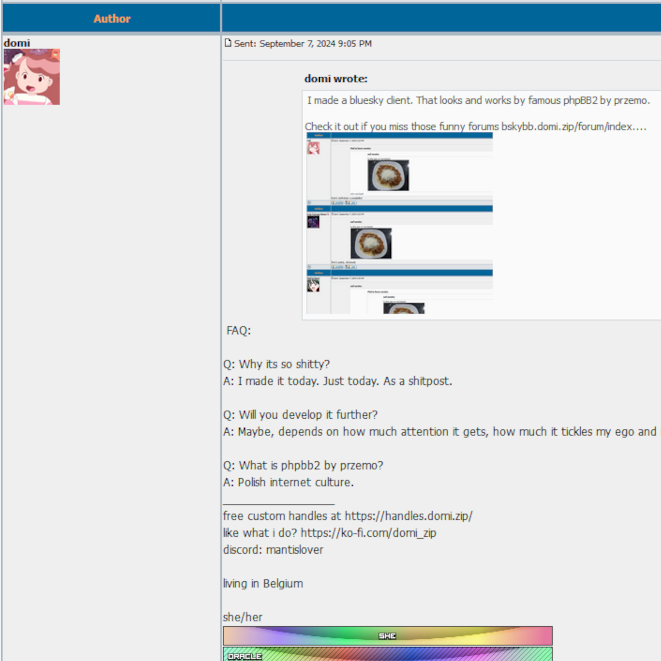 Author
domi
Sent: September 7, 2024 9:05 PM
domi wrote:
I made a bluesky client. That looks and works by famous phpBB2 by przemo.
Check it out if you miss those funny forums bskybb.domi.zip/forum/index....
FAQ:
Q: Why its so shitty?
A: I made it today. Just today. As a shitpost.
Q: Will you develop it further?
A: Maybe, depends on how much attention it gets, how much it tickles my ego and
Q: What is phpbb2 by przemo?
A: Polish internet culture.
free custom handles at https://handles.domi.zip/
like what i do? https://ko-fi.com/domi_zip
discord: mantislover
living in Belgium
she/her
SHE
ORACLE